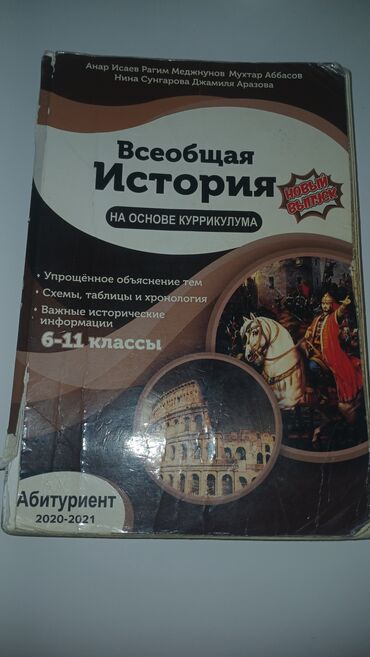 Анар Исаев Рагим Меджнунов Мухтар Аббасов
Нина Сунгарова Джамиля Аразова
Всеобщая
История
НОВЫЙ
ВЫПУСК
НА ОСНОВЕ КУРРИКУЛУМА
• Упрощённое объяснение тем
• Схемы, таблицы и хронология
• Важные исторические
информации
6-11 классы
Абитуриент
2020-2021